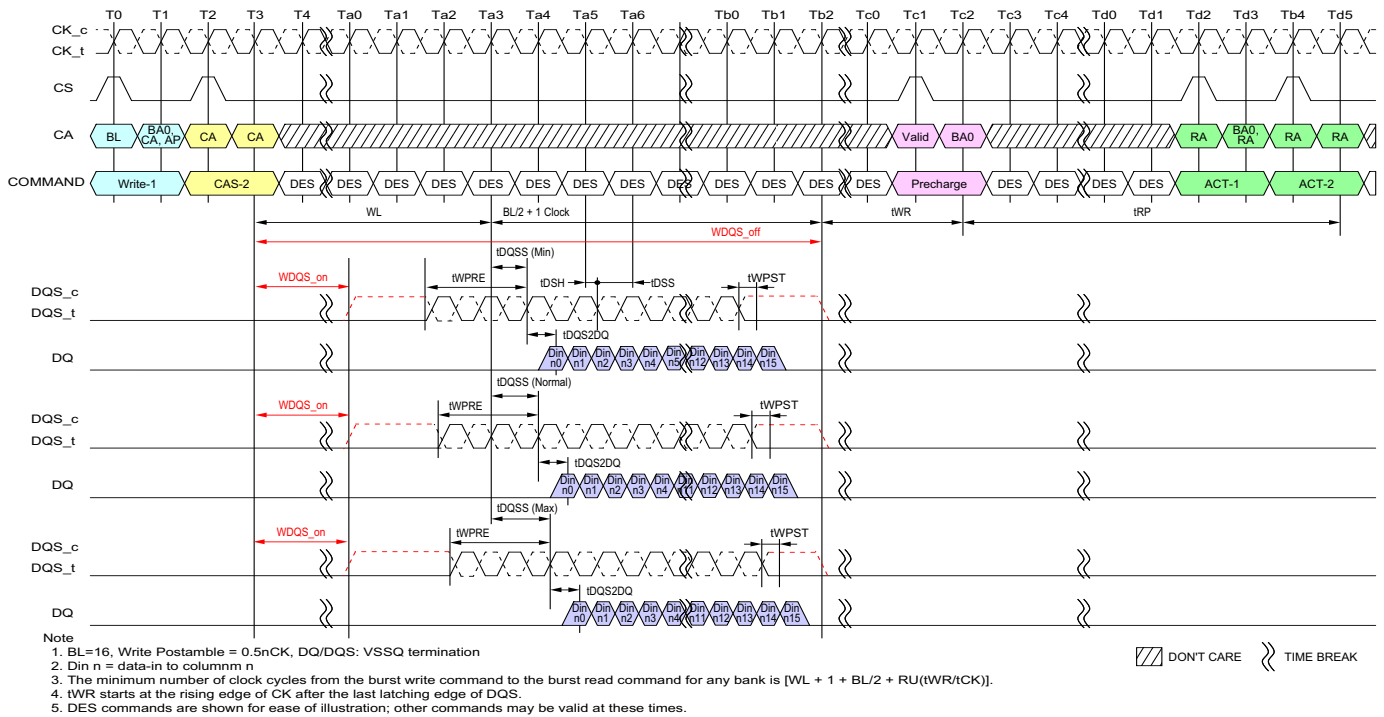 T0 T1 T2 T3 T4 Ta0 Ta1 Ta2 Ta3 Ta4 Ta5 Ta6 Tb0 Tb1 Tb2 Tc0 Tc1 Tc2 Tc3 Tc4 Td0 Td1 Td2 Td3 Tb4 Td5
CK_c
CK_t
CS
CA BL BA0, CA, AP CA CA Valid BA0 RA BA0, RA RA RA
COMMAND Write-1 CAS-2 DES DES DES DES DES DES DES DES DES DES DES DES DES Precharge DES DES DES DES ACT-1 ACT-2
WL BL/2 + 1 Clock tWR tRP
WDQS_off
tDQSS (Min)
WDQS_on tWPRE tDSH tDSS tWPST
DQS_c
DQS_t
tDQS2DQ
DQ Din n0 Din n1 Din n2 Din n3 Din n4 Din n5 Din n12 Din n13 Din n14 Din n15
tDQSS (Normal)
WDQS_on tWPRE tWPST
DQS_c
DQS_t
tDQS2DQ
DQ Din n0 Din n1 Din n2 Din n3 Din n4 Din n11 Din n12 Din n13 Din n14 Din n15
tDQSS (Max)
WDQS_on tWPRE tWPST
DQS_c
DQS_t
tDQS2DQ
DQ Din n0 Din n1 Din n2 Din n3 Din n4 Din n11 Din n12 Din n13 Din n14 Din n15
Note
1. BL=16, Write Postamble = 0.5nCK, DQ/DQS: VSSQ termination
2. Din n = data-in to columnm n
3. The minimum number of clock cycles from the burst write command to the burst read command for any bank is [WL + 1 + BL/2 + RU(tWR/tCK)].
4. tWR starts at the rising edge of CK after the last latching edge of DQS.
5. DES commands are shown for ease of illustration; other commands may be valid at these times.
DON'T CARE TIME BREAK